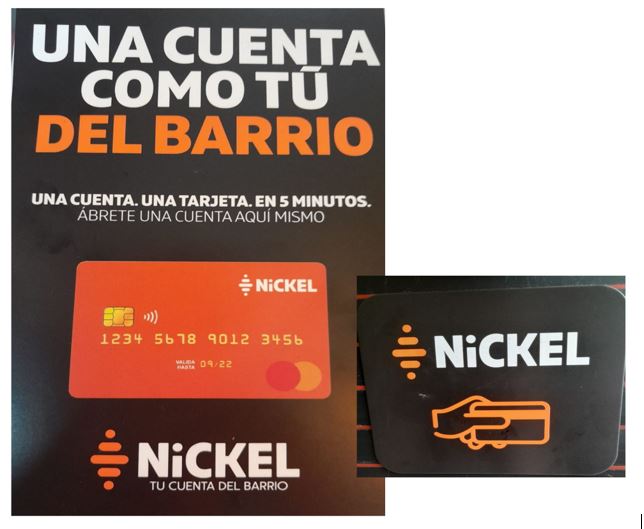 UNA CUENTA
COMO TÚ
DEL BARRIO
UNA CUENTA. UNA TARJETA. EN 5 MINUTOS.
ÁBRETE UNA CUENTA AQUÍ MISMO
NiCKEL
1234 5678 9012 3456
VALIDA
HASTA 09/22
NiCKEL
TU CUENTA DEL BARRIO
NiCKEL